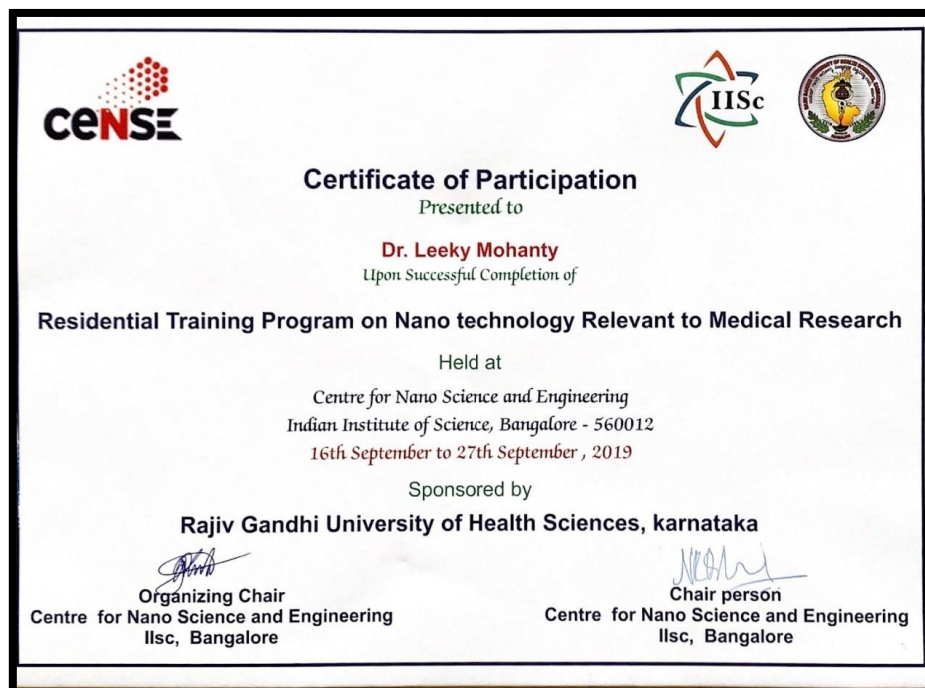 CeNSE
IISc
Certificate of Participation
Presented to
Dr. Leeky Mohanty
Upon Successful Completion of
Residential Training Program on Nano technology Relevant to Medical Research
Held at
Centre for Nano Science and Engineering
Indian Institute of Science, Bangalore - 560012
16th September to 27th September , 2019
Sponsored by
Rajiv Gandhi University of Health Sciences, karnataka
Organizing Chair
Centre for Nano Science and Engineering
IIsc, Bangalore
Chair person
Centre for Nano Science and Engineering
IIsc, Bangalore